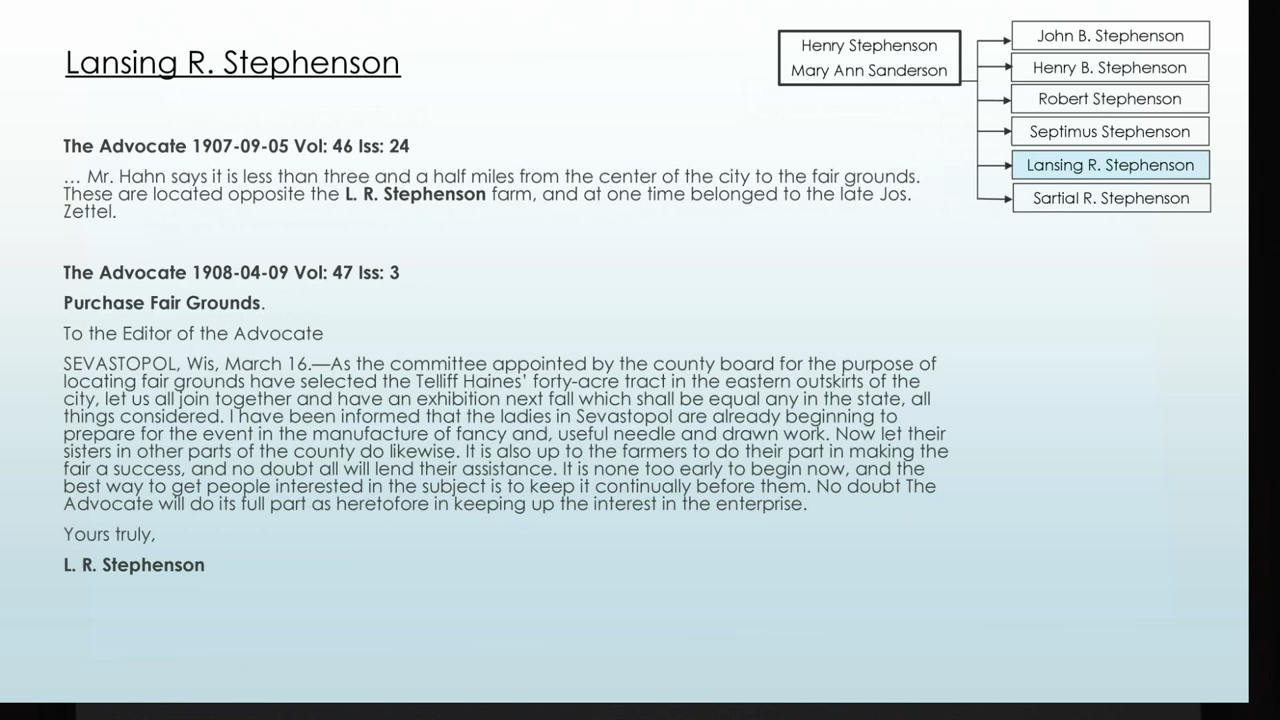 Lansing R. Stephenson
Henry Stephenson
Mary Ann Sanderson
John B. Stephenson
Henry B. Stephenson
Robert Stephenson
Septimus Stephenson
Lansing R. Stephenson
Sartial R. Stephenson
The Advocate 1907-09-05 Vol: 46 Iss: 24
… Mr. Hahn says it is less than three and a half miles from the center of the city to the fair grounds.
These are located opposite the L. R. Stephenson farm, and at one time belonged to the late Jos.
Zettel.
The Advocate 1908-04-09 Vol: 47 Iss: 3
Purchase Fair Grounds.
To the Editor of the Advocate
SEVASTOPOL, Wis, March 16.—As the committee appointed by the county board for the purpose of
locating fair grounds have selected the Telliff Haines’ forty-acre tract in the eastern outskirts of the
city, let us all join together and have an exhibition next fall which shall be equal any in the state, all
things considered. I have been informed that the ladies in Sevastopol are already beginning to
prepare for the event in the manufacture of fancy and, useful needle and drawn work. Now let their
sisters in other parts of the county do likewise. It is also up to the farmers to do their part in making the
fair a success, and no doubt all will lend their assistance. It is none too early to begin now, and the
best way to get people interested in the subject is to keep it continually before them. No doubt The
Advocate will do its full part as heretofore in keeping up the interest in the enterprise.
Yours truly,
L. R. Stephenson